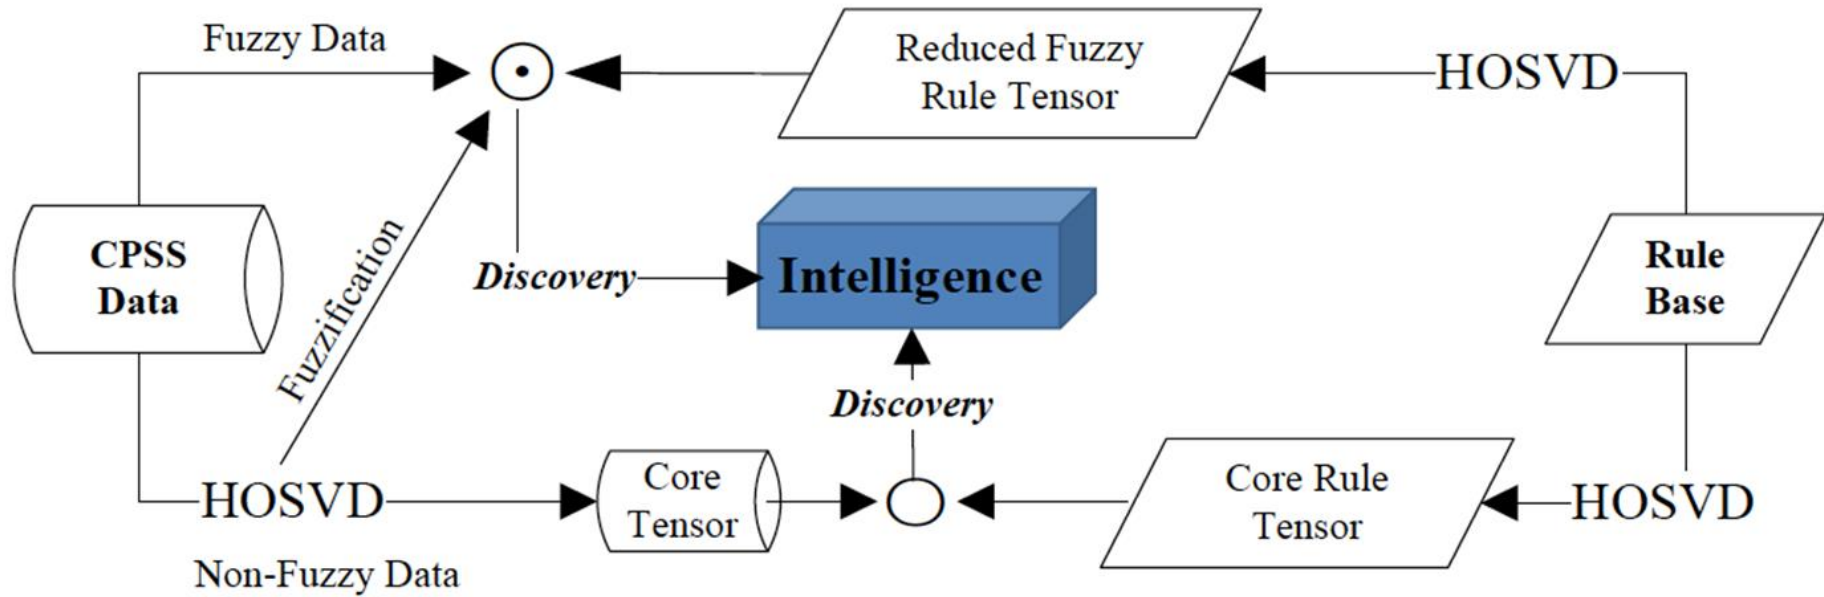 Fuzzy Data
Reduced Fuzzy
Rule Tensor
HOSVD
CPSS
Data
Fuzzification
Discovery
Intelligence
Rule
Base
Discovery
HOSVD
Core
Tensor
Core Rule
Tensor
HOSVD
Non-Fuzzy Data